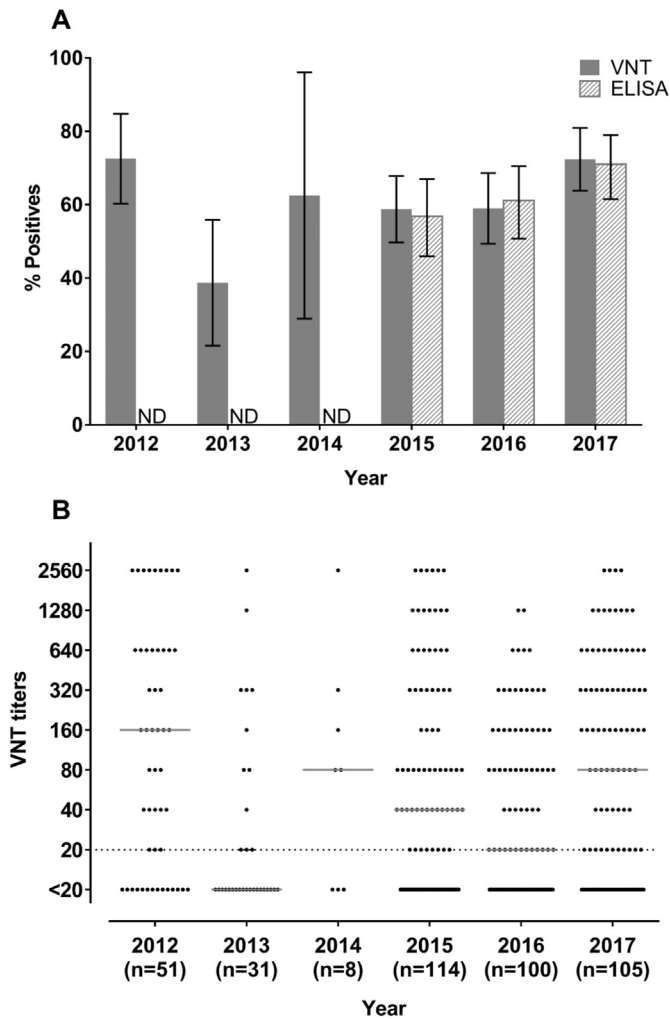 A
100
80
60
40
20
0
% Positives
VNT
ELISA
ND ND ND
2012 2013 2014 2015 2016 2017
Year
B
2560
1280
640
320
160
80
40
20
<20
VNT titers
2012 2013 2014 2015 2016 2017
(n=51) (n=31) (n=8) (n=114) (n=100) (n=105)
Year